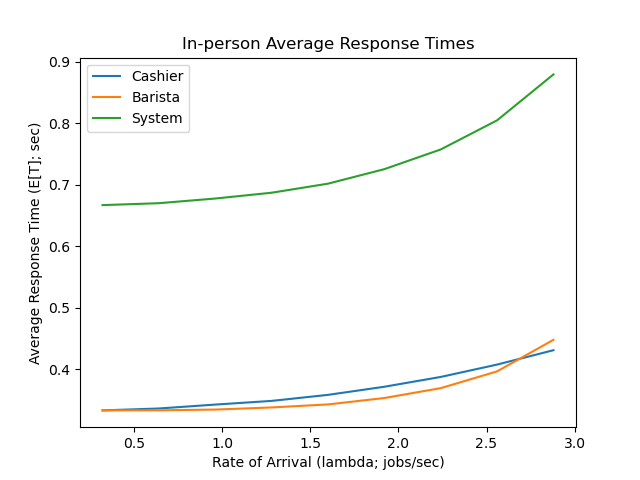 In-person Average Response Times
Cashier
Barista
System
Average Response Time (E[T]; sec)
0.9
0.8
0.7
0.6
0.5
0.4
0.5
1.0
1.5
2.0
2.5
3.0
Rate of Arrival (lambda; jobs/sec)